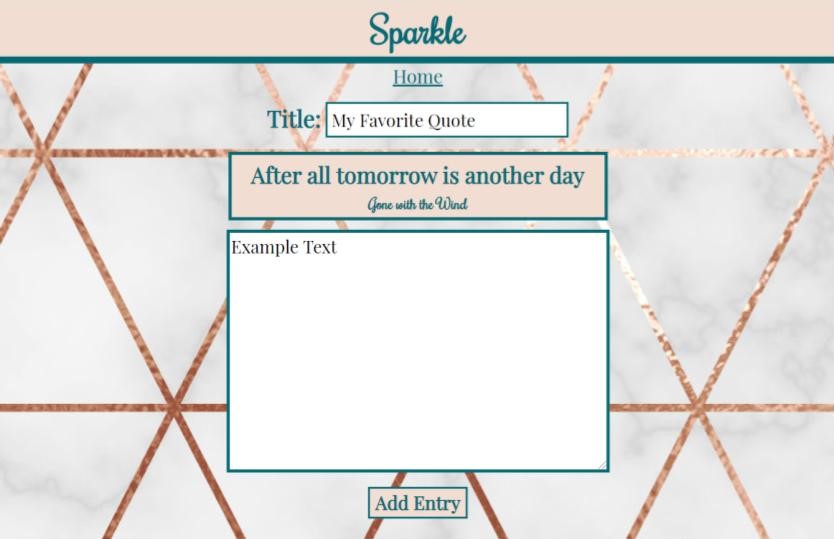 Sparkle
Home
Title: My Favorite Quote
After all tomorrow is another day
Gone with the Wind
Example Text
Add Entry